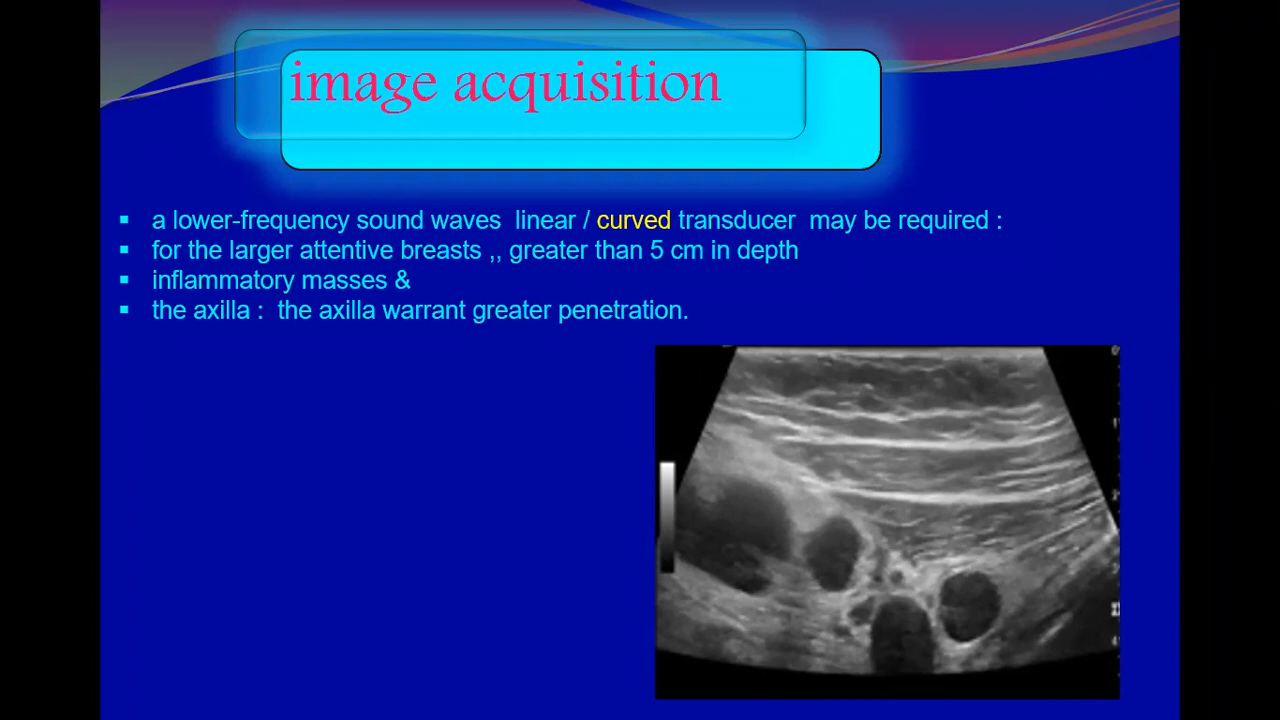 image acquisition
▪ a lower-frequency sound waves linear / curved transducer may be required :
▪ for the larger attentive breasts ,, greater than 5 cm in depth
▪ inflammatory masses &
▪ the axilla : the axilla warrant greater penetration.